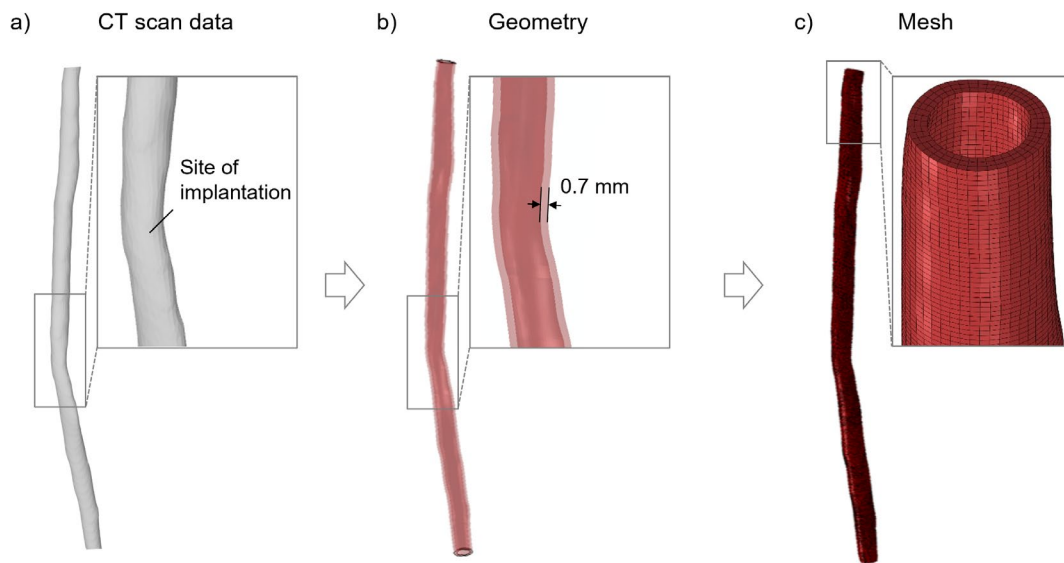 a) CT scan data
b) Geometry
c) Mesh
Site of
implantation
0.7 mm